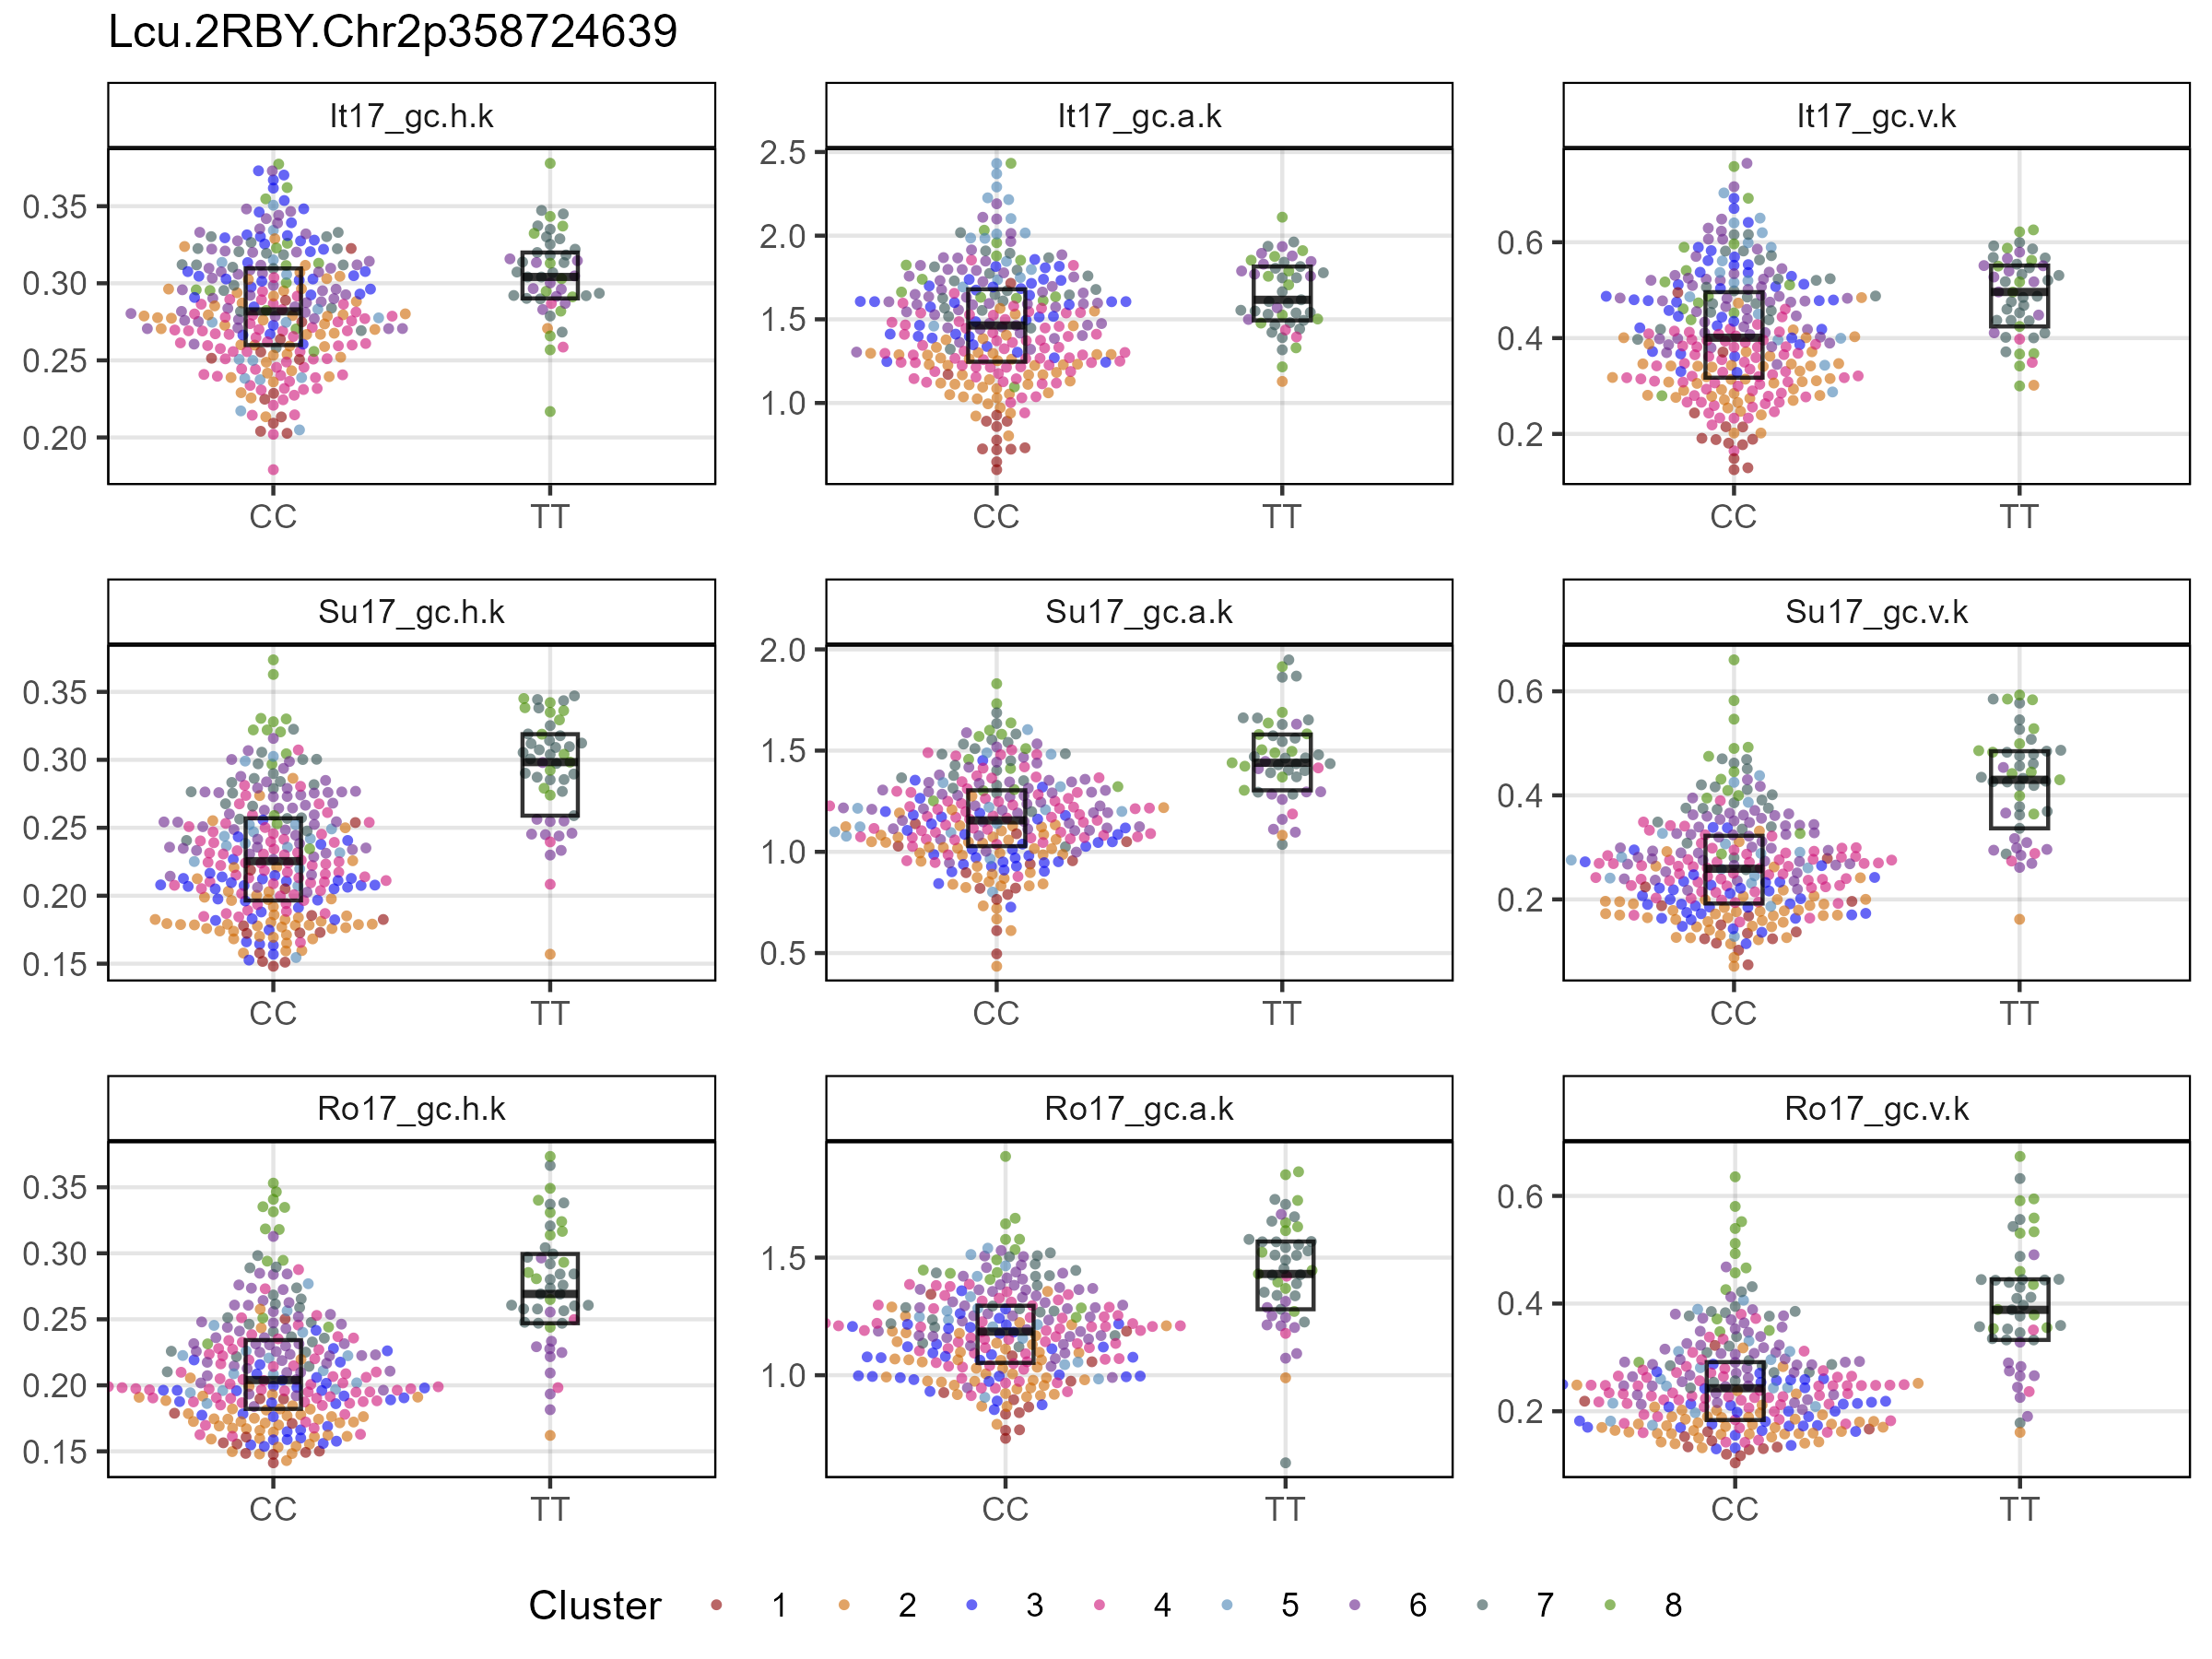 Lcu.2RBY.Chr2p358724639
It17_gc.h.k
It17_gc.a.k
It17_gc.v.k
0.35
0.30
0.25
0.20
CC TT
2.5
2.0
1.5
1.0
CC TT
0.6
0.4
0.2
CC TT
Su17_gc.h.k
Su17_gc.a.k
Su17_gc.v.k
0.35
0.30
0.25
0.20
0.15
CC TT
2.0
1.5
1.0
0.5
CC TT
0.6
0.4
0.2
CC TT
Ro17_gc.h.k
Ro17_gc.a.k
Ro17_gc.v.k
0.35
0.30
0.25
0.20
0.15
CC TT
1.5
1.0
CC TT
0.6
0.4
0.2
CC TT
Cluster 1 2 3 4 5 6 7 8